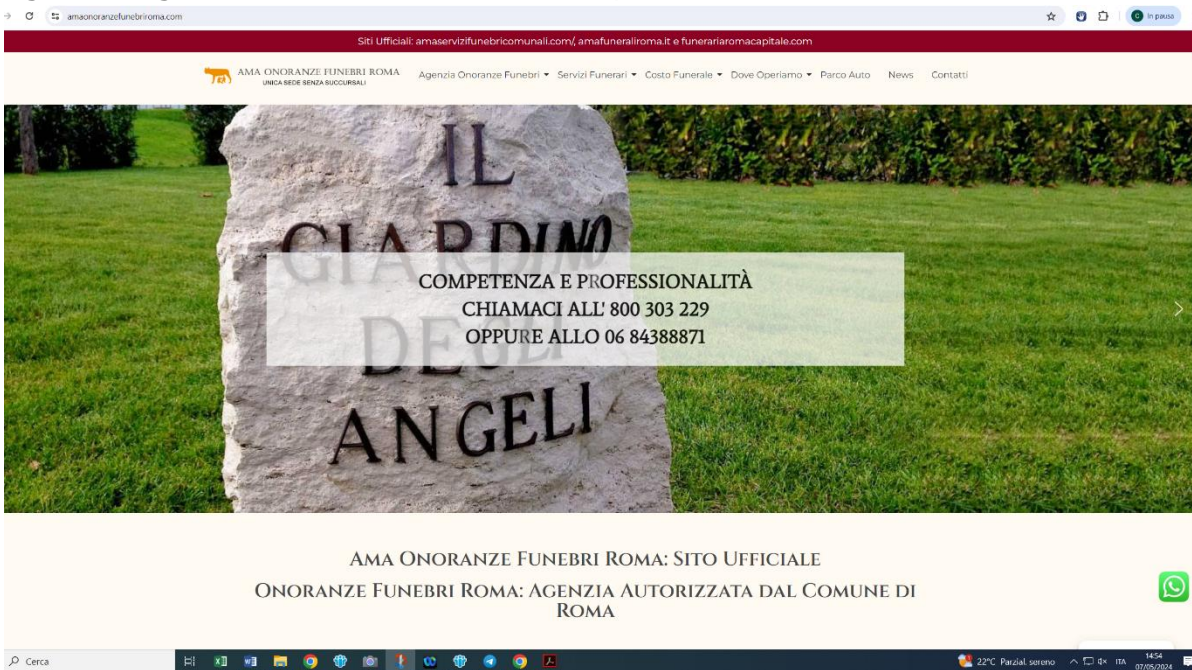 amaonoranzefunebriroma.com
In pausa
Siti Ufficiali: amaservizifunebricomunali.com/, amafuneraliroma.it e funerariaromacapitale.com
AMA ONORANZE FUNEBRI ROMA
UNICA SEDE SENZA SUCCURSALI
Agenzia Onoranze Funebri Servizi Funerari Costo Funerale Dove Operiamo Parco Auto News Contatti
IL
GIARDINO
DEGLI
ANGELI
COMPETENZA E PROFESSIONALITÀ
CHIAMACI ALL' 800 303 229
OPPURE ALLO 06 84388871
AMA ONORANZE FUNEBRI ROMA: SITO UFFICIALE
ONORANZE FUNEBRI ROMA: AGENZIA AUTORIZZATA DAL COMUNE DI
ROMA
Cerca
22°C Parzial. sereno
ITA
14:54
07/05/2024